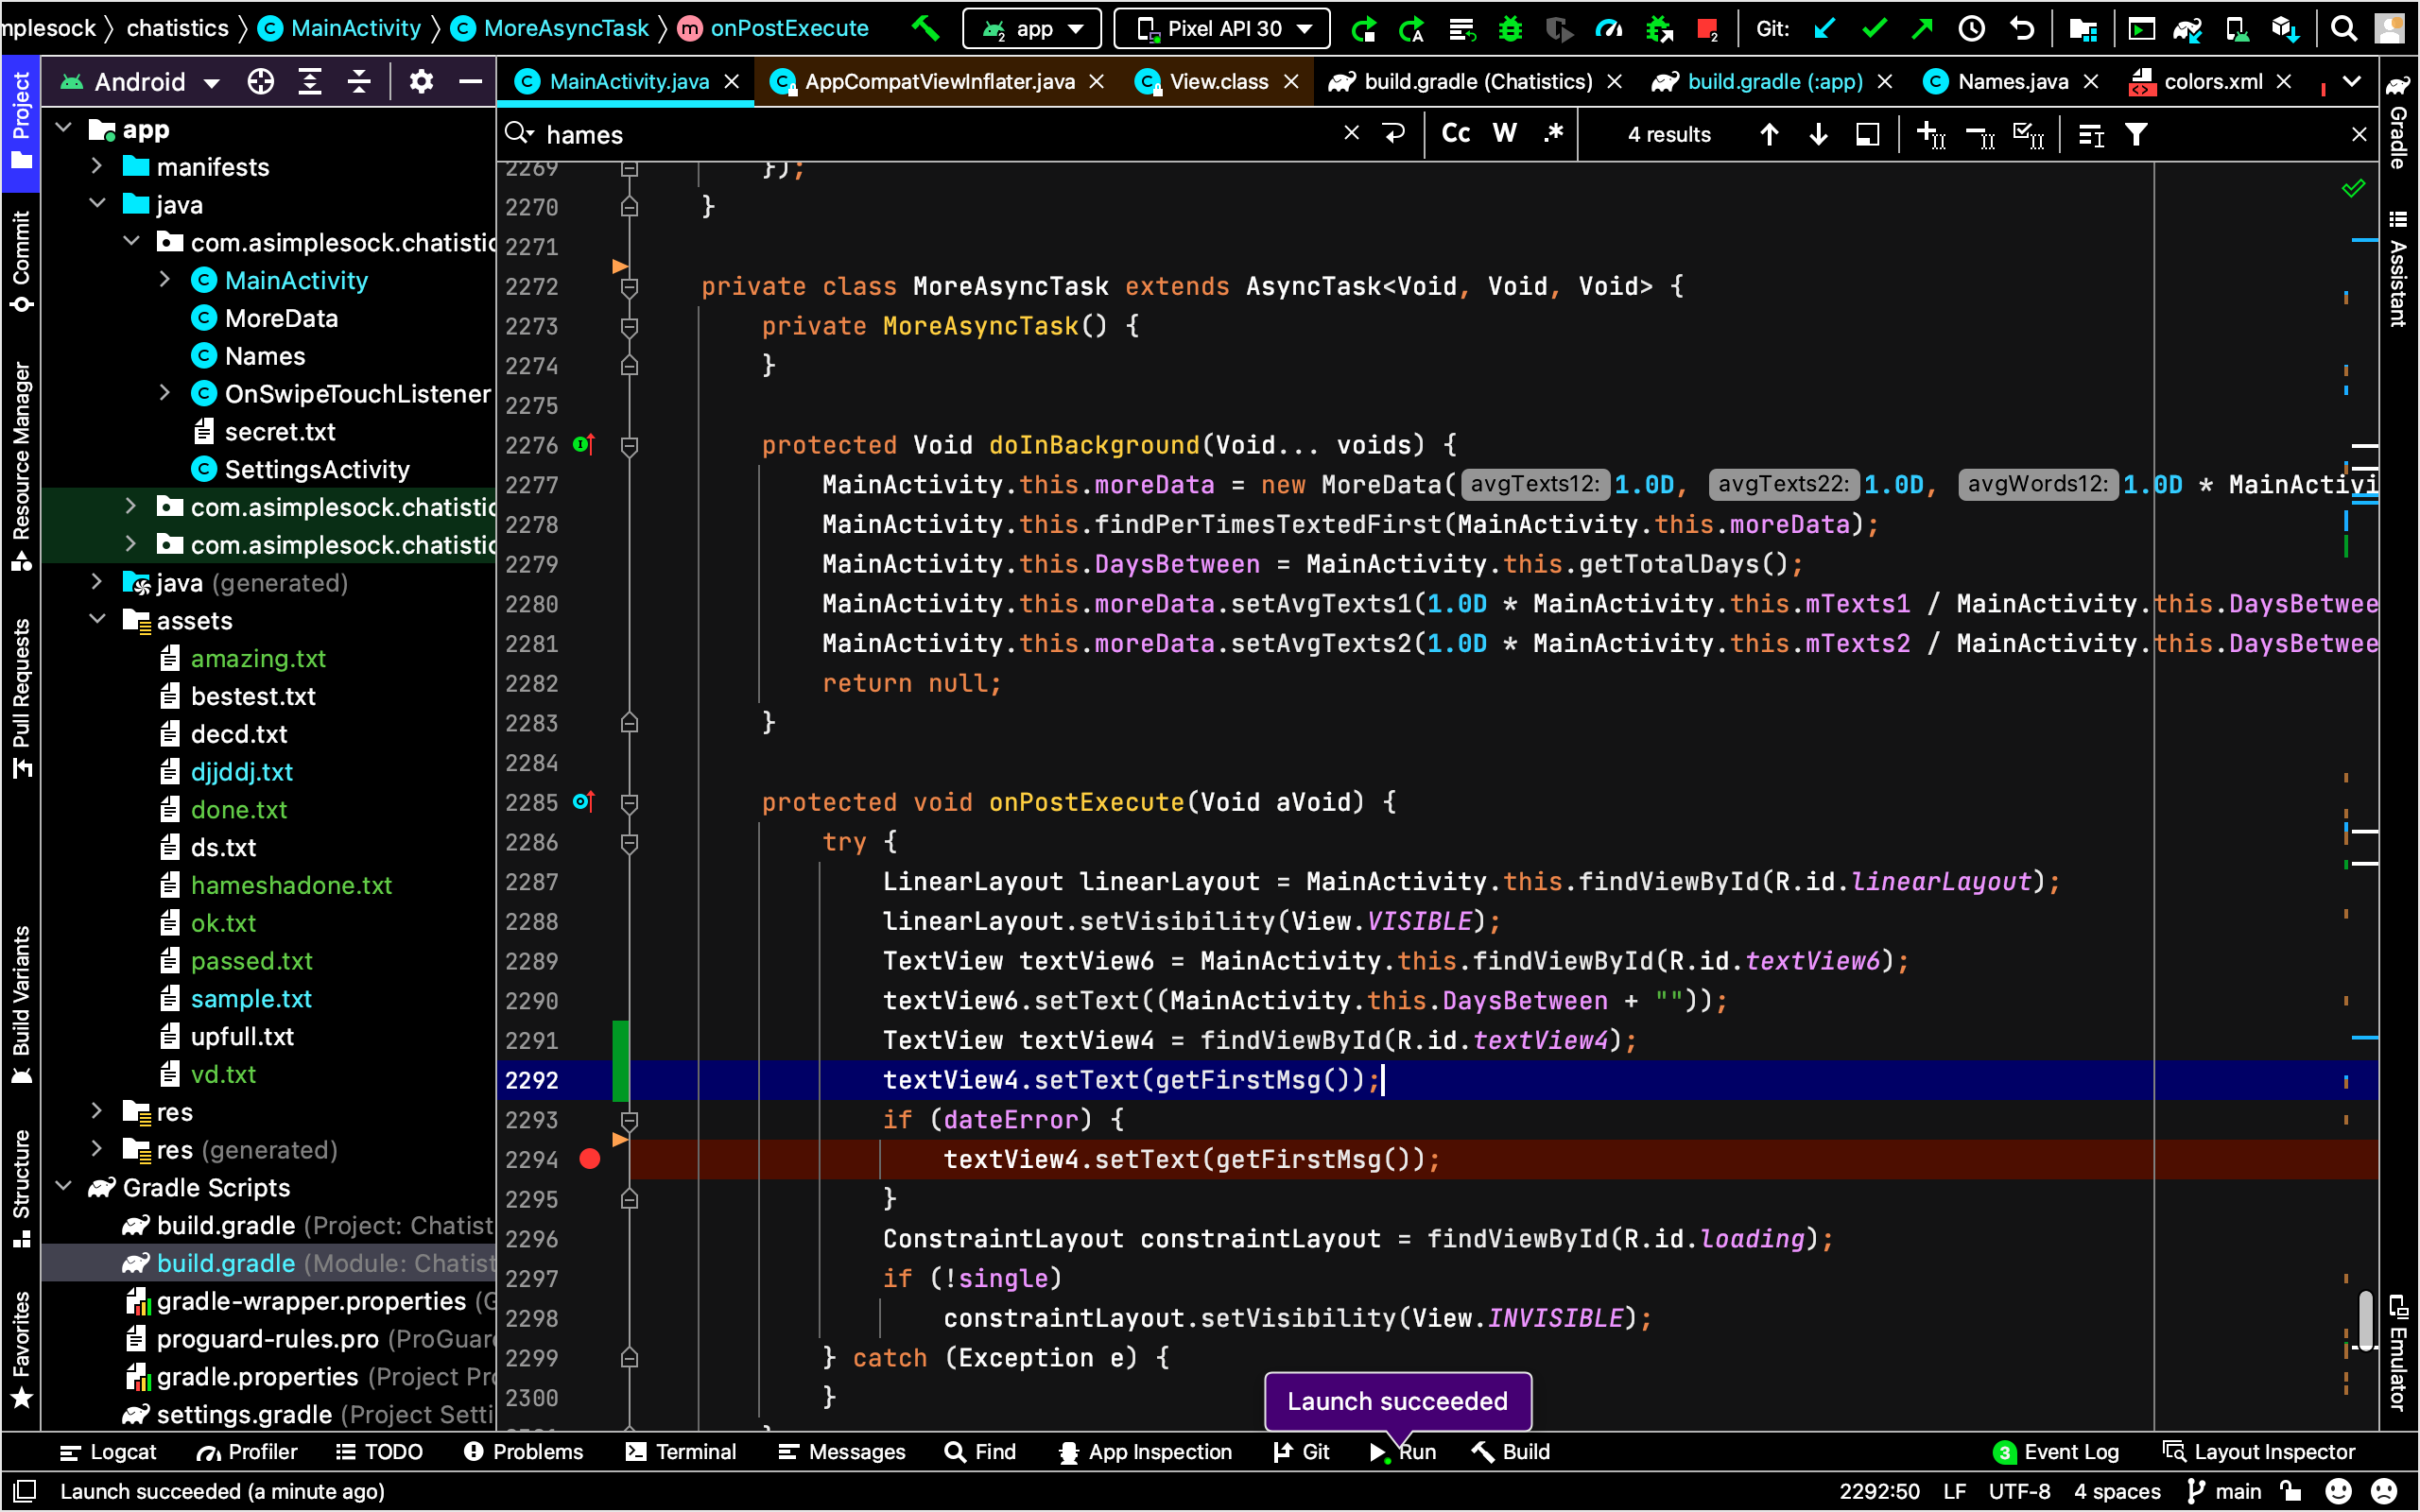 mplesock chatistics MainActivity MoreAsyncTask onPostExecute app Pixel API 30 2 Git:
Android
MainActivity.java AppCompatViewInflater.java View.class build.gradle (Chatistics) build.gradle (:app) Names.java colors.xml
hames Cc W .* 4 results
Project
Commit
Resource Manager
Pull Requests
Build Variants
Structure
Favorites
app
manifests
java
com.asimplesock.chatistic
MainActivity
MoreData
Names
OnSwipeTouchListener
secret.txt
SettingsActivity
com.asimplesock.chatistic
com.asimplesock.chatistic
java (generated)
assets
amazing.txt
bestest.txt
decd.txt
djjddj.txt
done.txt
ds.txt
hameshadone.txt
ok.txt
passed.txt
sample.txt
upfull.txt
vd.txt
res
res (generated)
Gradle Scripts
build.gradle (Project: Chatist
build.gradle (Module: Chatist
gradle-wrapper.properties (G
proguard-rules.pro (ProGuar
gradle.properties (Project Pr
settings.gradle (Project Setti
2269 });
2270 }
2271
2272 private class MoreAsyncTask extends AsyncTask<Void, Void, Void> {
2273 private MoreAsyncTask() {
2274 }
2275
2276 protected Void doInBackground(Void... voids) {
2277 MainActivity.this.moreData = new MoreData( avgTexts12: 1.0D, avgTexts22: 1.0D, avgWords12: 1.0D * MainActivi
2278 MainActivity.this.findPerTimesTextedFirst(MainActivity.this.moreData);
2279 MainActivity.this.DaysBetween = MainActivity.this.getTotalDays();
2280 MainActivity.this.moreData.setAvgTexts1(1.0D * MainActivity.this.mTexts1 / MainActivity.this.DaysBetwee
2281 MainActivity.this.moreData.setAvgTexts2(1.0D * MainActivity.this.mTexts2 / MainActivity.this.DaysBetwee
2282 return null;
2283 }
2284
2285 protected void onPostExecute(Void aVoid) {
2286 try {
2287 LinearLayout linearLayout = MainActivity.this.findViewById(R.id.linearLayout);
2288 linearLayout.setVisibility(View.VISIBLE);
2289 TextView textView6 = MainActivity.this.findViewById(R.id.textView6);
2290 textView6.setText((MainActivity.this.DaysBetween + ""));
2291 TextView textView4 = findViewById(R.id.textView4);
2292 textView4.setText(getFirstMsg());
2293 if (dateError) {
2294 textView4.setText(getFirstMsg());
2295 }
2296 ConstraintLayout constraintLayout = findViewById(R.id.loading);
2297 if (!single)
2298 constraintLayout.setVisibility(View.INVISIBLE);
2299 } catch (Exception e) {
2300 }
Gradle
Assistant
Emulator
Launch succeeded
Logcat Profiler TODO Problems Terminal Messages Find App Inspection Git Run Build 3 Event Log Layout Inspector
Launch succeeded (a minute ago) 2292:50 LF UTF-8 4 spaces main